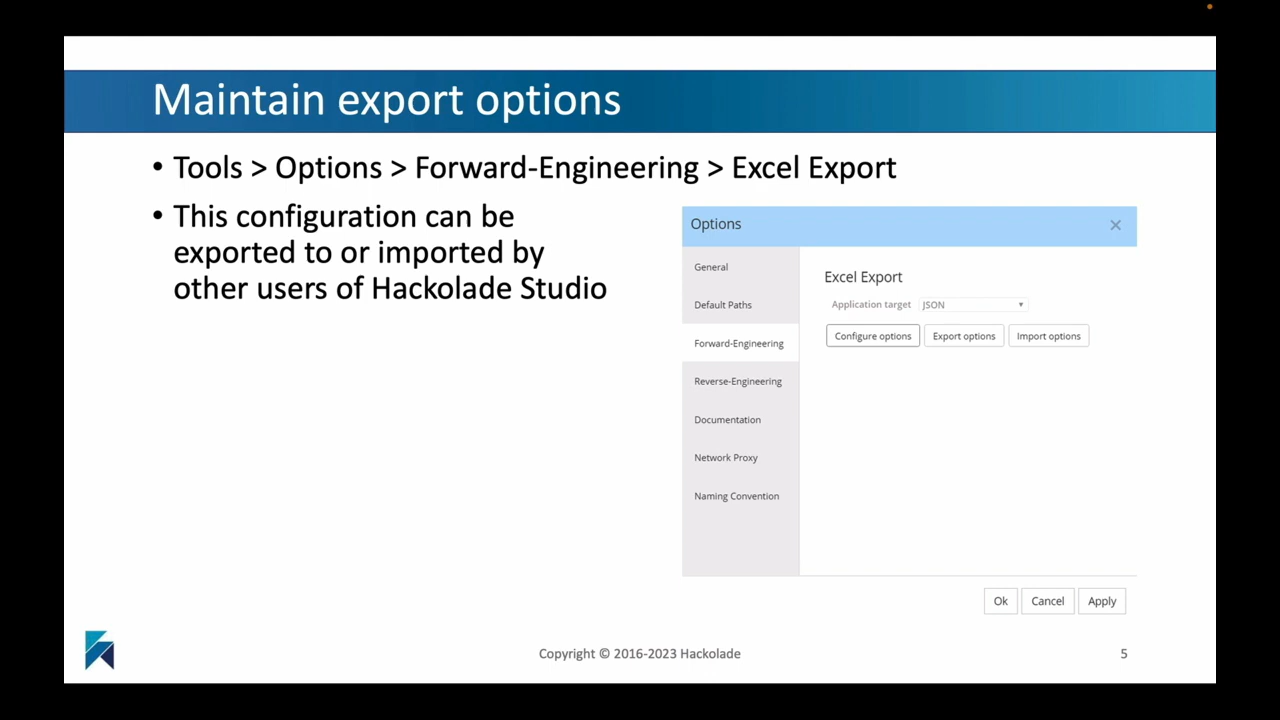 Maintain export options
• Tools > Options > Forward-Engineering > Excel Export
• This configuration can be
exported to or imported by
other users of Hackolade Studio
Options
General
Default Paths
Forward-Engineering
Reverse-Engineering
Documentation
Network Proxy
Naming Convention
Excel Export
Application target JSON
Configure options Export options Import options
Ok Cancel Apply
Copyright © 2016-2023 Hackolade
5